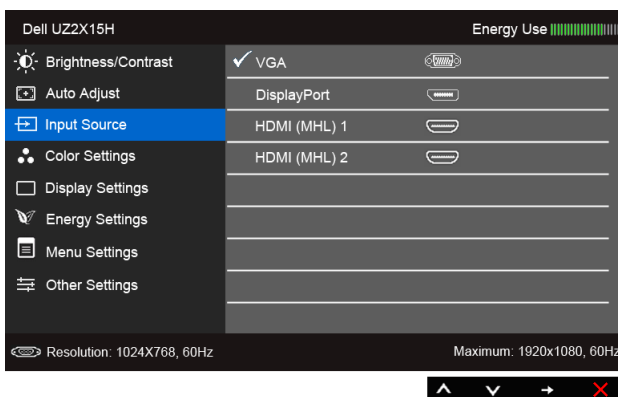 Dell UZ2X15H
Energy Use
Brightness/Contrast
VGA
Auto Adjust
DisplayPort
Input Source
HDMI (MHL) 1
Color Settings
HDMI (MHL) 2
Display Settings
Energy Settings
Menu Settings
Other Settings
Resolution: 1024X768, 60Hz
Maximum: 1920x1080, 60Hz